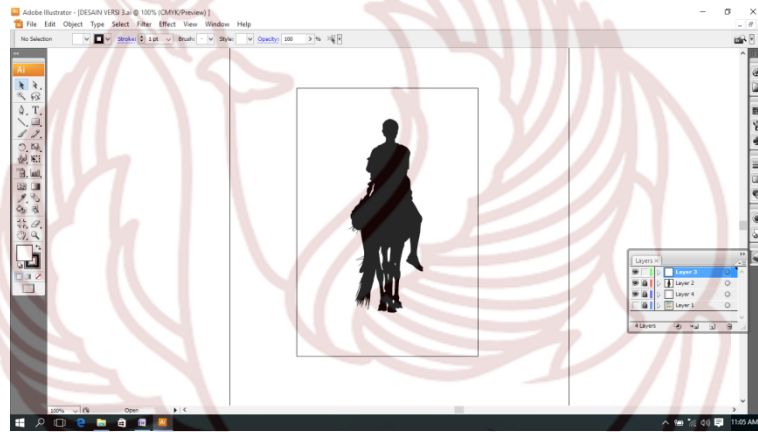 Adobe Illustrator - [DESAIN VERSI 3.ai @ 100% (CMYK/Preview) ]
File Edit Object Type Select Filter Effect View Window Help
No Selection Stroke: 1 pt Brush: Style: Opacity: 100 > %
Ai
Layers ×
Layer 3
Layer 2
Layer 4
Layer 1
4 Layers
100% Open
11:05 AM